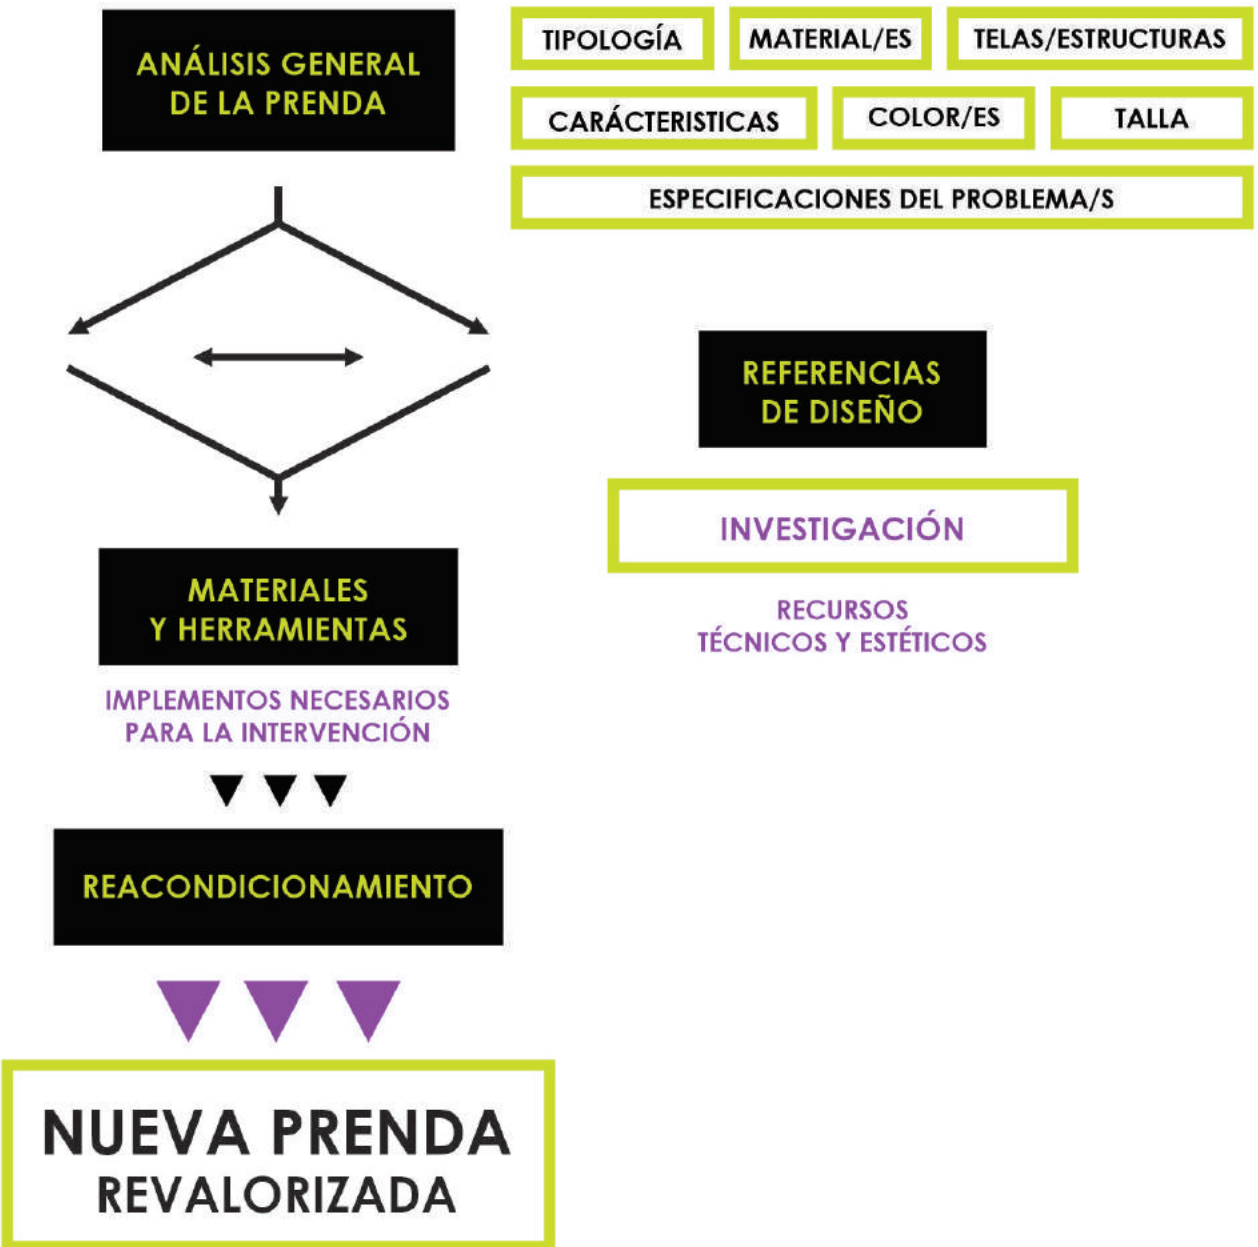 ANÁLISIS GENERAL
DE LA PRENDA
TIPOLOGÍA
MATERIAL/ES
TELAS/ESTRUCTURAS
CARÁCTERISTICAS
COLOR/ES
TALLA
ESPECIFICACIONES DEL PROBLEMA/S
REFERENCIAS
DE DISEÑO
INVESTIGACIÓN
RECURSOS
TÉCNICOS Y ESTÉTICOS
MATERIALES
Y HERRAMIENTAS
IMPLEMENTOS NECESARIOS
PARA LA INTERVENCIÓN
REACONDICIONAMIENTO
NUEVA PRENDA
REVALORIZADA